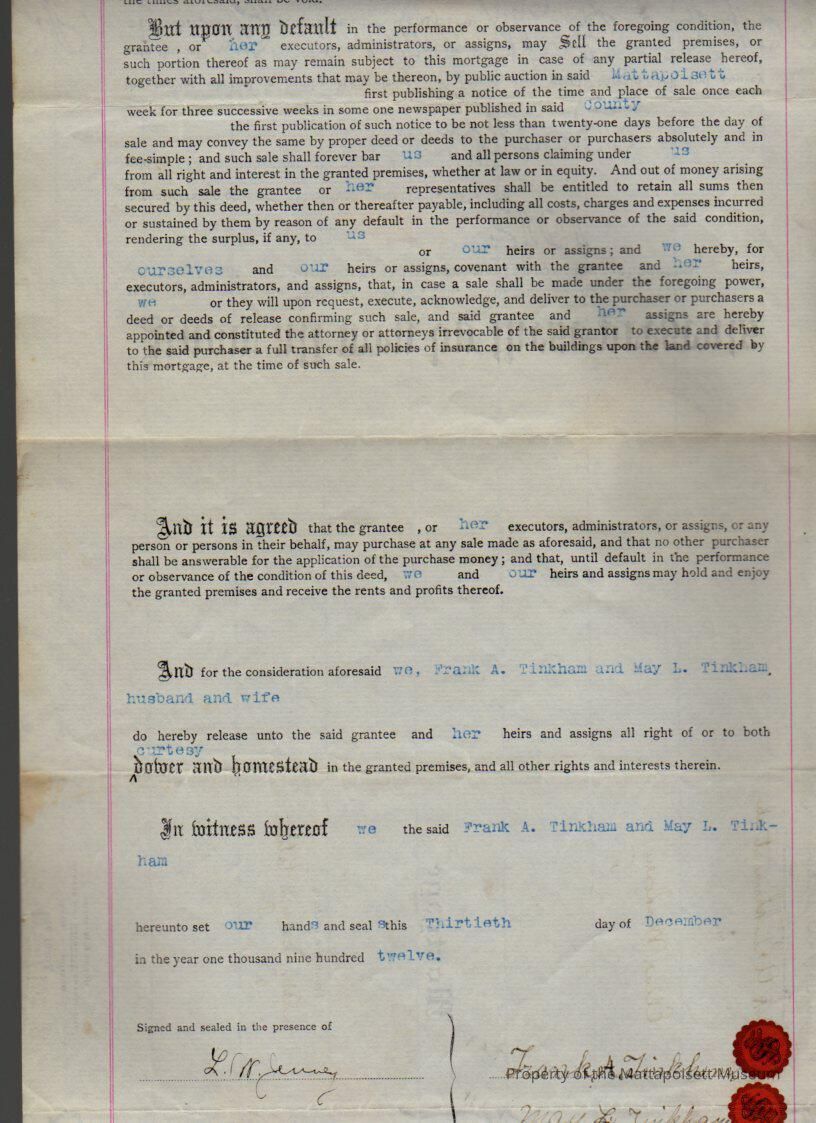 the times aforesaid, shall be void.
But upon any default in the performance or observance of the foregoing condition, the
grantee , or her executors, administrators, or assigns, may Sell the granted premises, or
such portion thereof as may remain subject to this mortgage in case of any partial release hereof,
together with all improvements that may be thereon, by public auction in said Mattapoisett
first publishing a notice of the time and place of sale once each
week for three successive weeks in some one newspaper published in said county
the first publication of such notice to be not less than twenty-one days before the day of
sale and may convey the same by proper deed or deeds to the purchaser or purchasers absolutely and in
fee-simple ; and such sale shall forever bar us and all persons claiming under us
from all right and interest in the granted premises, whether at law or in equity. And out of money arising
from such sale the grantee or her representatives shall be entitled to retain all sums then
secured by this deed, whether then or thereafter payable, including all costs, charges and expenses incurred
or sustained by them by reason of any default in the performance or observance of the said condition,
rendering the surplus, if any, to us
or our heirs or assigns ; and we hereby, for
ourselves and our heirs or assigns, covenant with the grantee and her heirs,
executors, administrators, and assigns, that, in case a sale shall be made under the foregoing power,
we or they will upon request, execute, acknowledge, and deliver to the purchaser or purchasers a
deed or deeds of release confirming such sale, and said grantee and her assigns are hereby
appointed and constituted the attorney or attorneys irrevocable of the said grantor to execute and deliver
to the said purchaser a full transfer of all policies of insurance on the buildings upon the land covered by
this mortgage, at the time of such sale.
And it is agreed that the grantee , or her executors, administrators, or assigns, or any
person or persons in their behalf, may purchase at any sale made as aforesaid, and that no other purchaser
shall be answerable for the application of the purchase money ; and that, until default in the performance
or observance of the condition of this deed, we and our heirs and assigns may hold and enjoy
the granted premises and receive the rents and profits thereof.
And for the consideration aforesaid we, Frank A. Tinkham and May L. Tinkham,
husband and wife
do hereby release unto the said grantee and her heirs and assigns all right of or to both
curtesy
dower and homestead in the granted premises, and all other rights and interests therein.
In witness whereof we the said Frank A. Tinkham and May L. Tink-
ham
hereunto set our hands and seal s this Thirtieth day of December
in the year one thousand nine hundred twelve.
Signed and sealed in the presence of
L. W. Jenney
Frank A. Tinkham
Property of the Mattapoisett Museum
May L. Tinkham